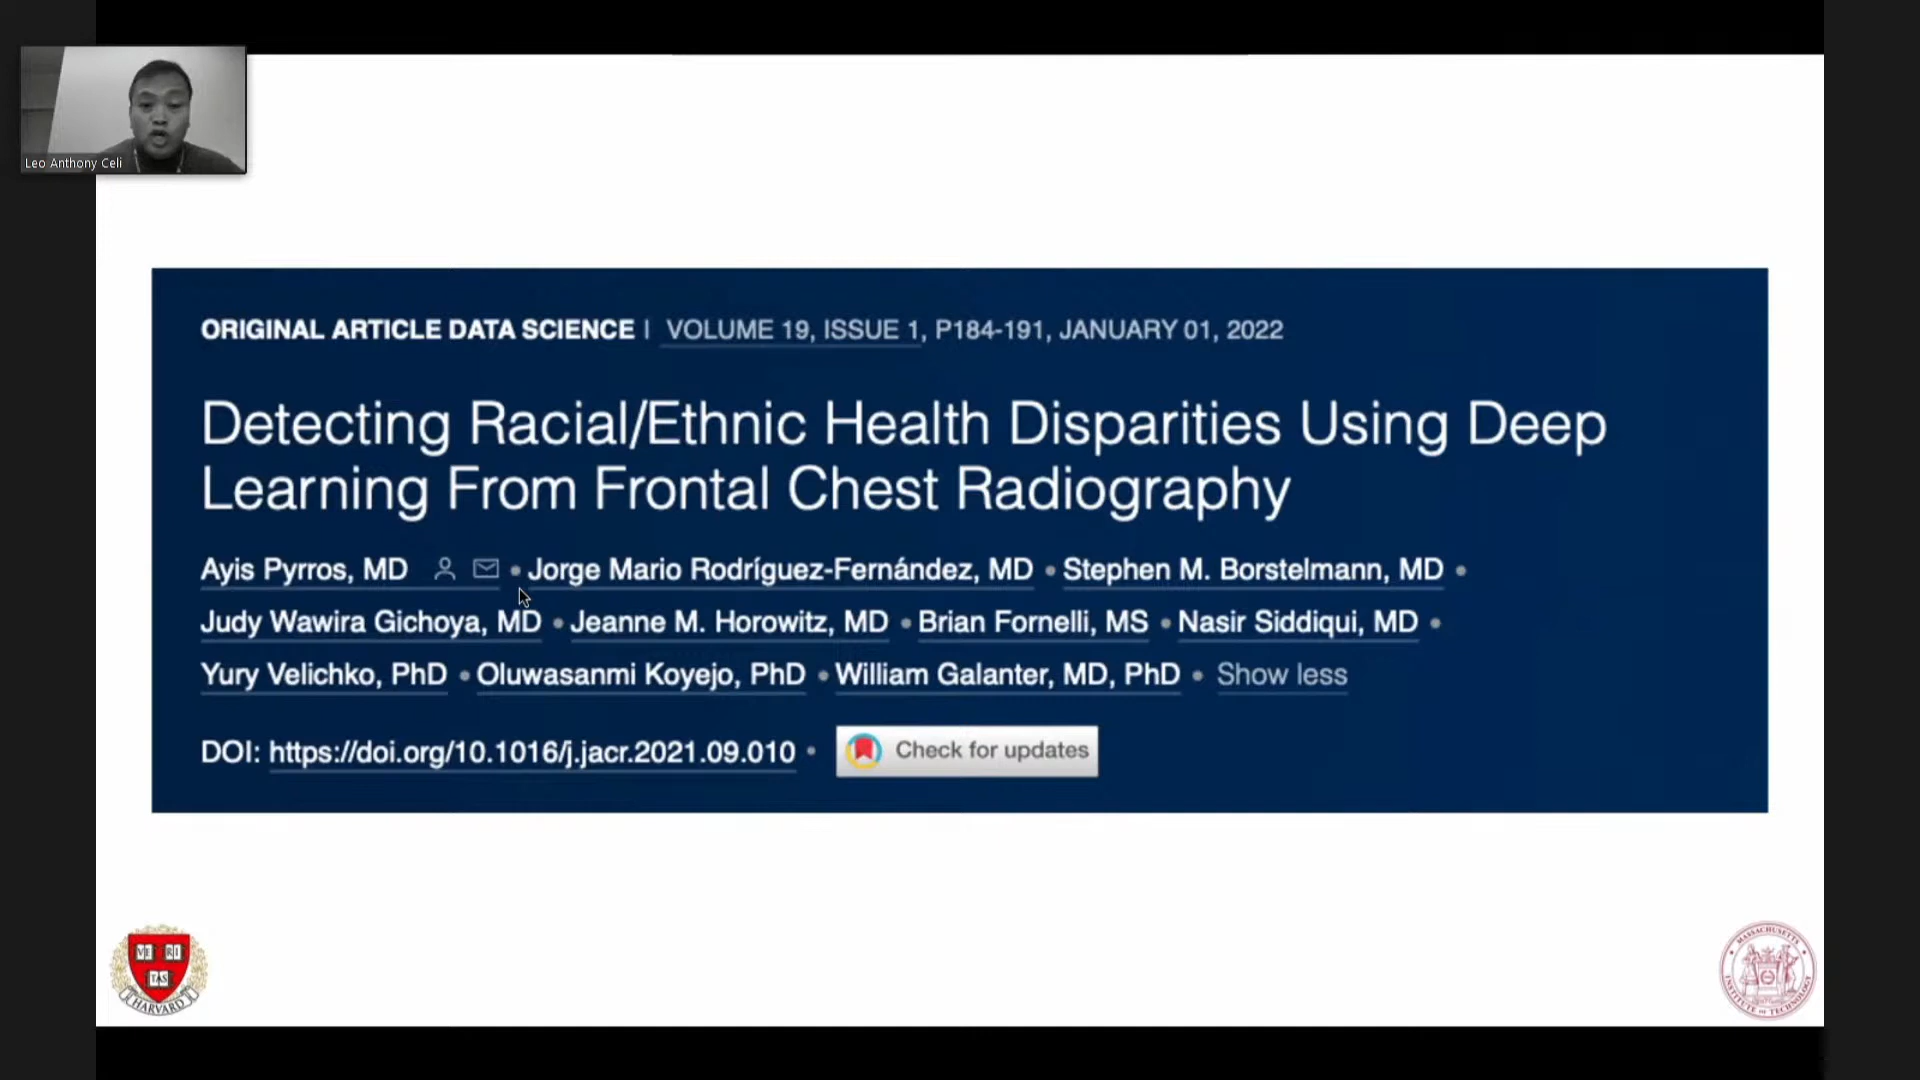 Leo Anthony Celi
ORIGINAL ARTICLE DATA SCIENCE | VOLUME 19, ISSUE 1, P184-191, JANUARY 01, 2022
Detecting Racial/Ethnic Health Disparities Using Deep
Learning From Frontal Chest Radiography
Ayis Pyrros, MD • Jorge Mario Rodríguez-Fernández, MD • Stephen M. Borstelmann, MD •
Judy Wawira Gichoya, MD • Jeanne M. Horowitz, MD • Brian Fornelli, MS • Nasir Siddiqui, MD •
Yury Velichko, PhD • Oluwasanmi Koyejo, PhD • William Galanter, MD, PhD • Show less
DOI: https://doi.org/10.1016/j.jacr.2021.09.010 • Check for updates
VE RI
TAS
HARVARD
MASSACHUSETTS
INSTITUTE OF TECHNOLOGY